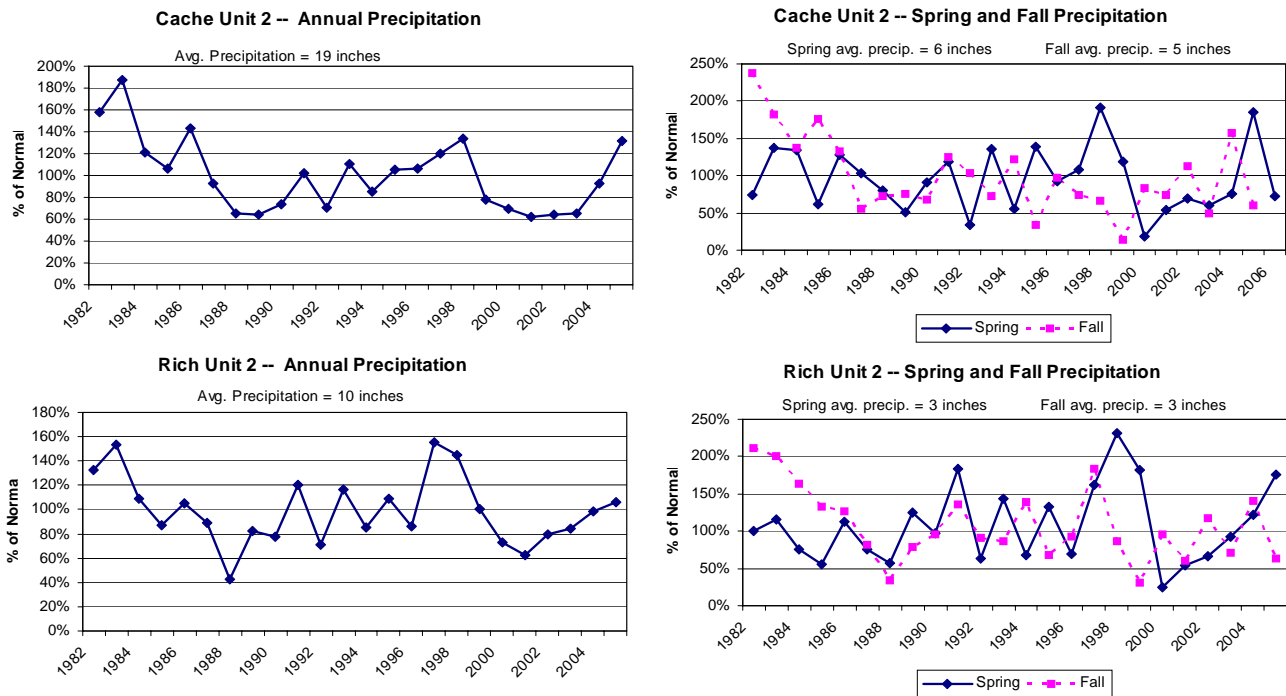 Cache Unit 2 -- Annual Precipitation
Avg. Precipitation = 19 inches
200%
180%
160%
140%
120%
100%
80%
60%
40%
20%
0%
% of Normal
1982 1984 1986 1988 1990 1992 1994 1996 1998 2000 2002 2004
Cache Unit 2 -- Spring and Fall Precipitation
Spring avg. precip. = 6 inches Fall avg. precip. = 5 inches
250%
200%
150%
100%
50%
0%
% of Normal
1982 1984 1986 1988 1990 1992 1994 1996 1998 2000 2002 2004 2006
Spring Fall
Rich Unit 2 -- Annual Precipitation
Avg. Precipitation = 10 inches
180%
160%
140%
120%
100%
80%
60%
40%
20%
0%
% of Norma
1982 1984 1986 1988 1990 1992 1994 1996 1998 2000 2002 2004
Rich Unit 2 -- Spring and Fall Precipitation
Spring avg. precip. = 3 inches Fall avg. precip. = 3 inches
250%
200%
150%
100%
50%
0%
% of Normal
1982 1984 1986 1988 1990 1992 1994 1996 1998 2000 2002 2004
Spring Fall